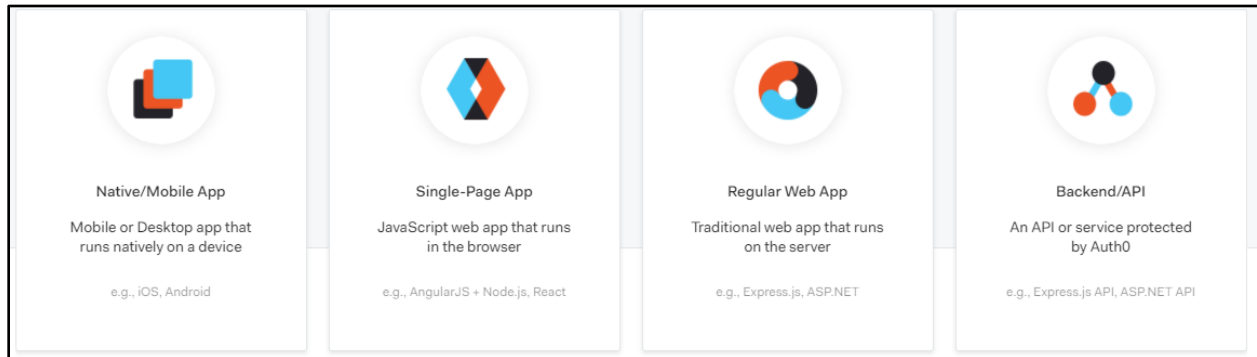 Native/Mobile App
Mobile or Desktop app that
runs natively on a device
e.g., iOS, Android
Single-Page App
JavaScript web app that runs
in the browser
e.g., AngularJS + Node.js, React
Regular Web App
Traditional web app that runs
on the server
e.g., Express.js, ASP.NET
Backend/API
An API or service protected
by Auth0
e.g., Express.js API, ASP.NET API